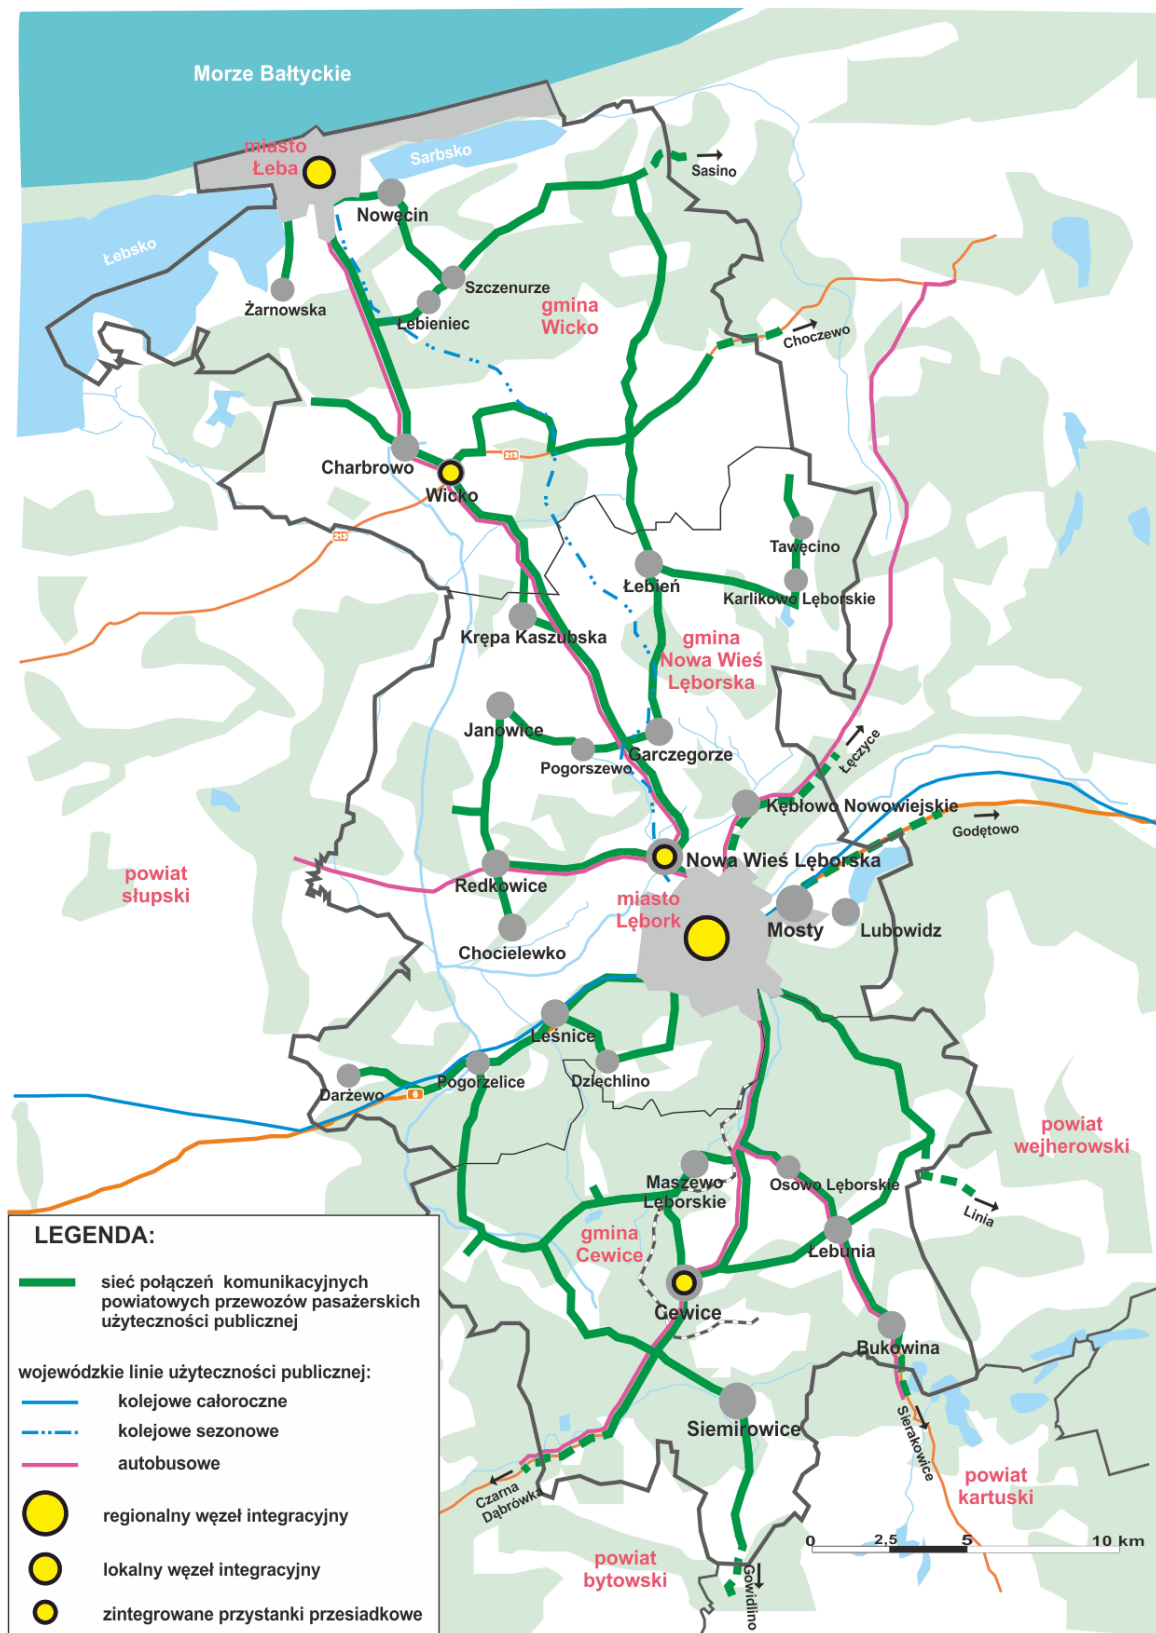 Morze Bałtyckie
miasto
Łeba
Sarbsko
Sasino
Nowęcin
Łebsko
Szczenurze
Żarnowska
Łebieniec
gmina
Wicko
Choczewo
Charbrowo
213
Wicko
213
Tawęcino
Łebień
Karlikowo Lęborskie
Krępa Kaszubska
gmina
Nowa Wieś
Lęborska
Janowice
Garczegorze
Pogorszewo
Łęczyce
Kębłowo Nowowiejskie
Godętowo
Nowa Wieś Lęborska
powiat
słupski
Redkowice
miasto
Lębork
Mosty
Lubowidz
Chocielewko
Leśnice
Pogorzelice
Dziechlino
Darżewo
6
powiat
wejherowski
Maszewo
Lęborskie
Osowo Lęborskie
Linia
gmina
Cewice
Łebunia
Cewice
Bukowina
Siemirowice
Sierakowice
Czarna
Dąbrówka
powiat
kartuski
powiat
bytowski
Gowidlino
0 2,5 5 10 km
LEGENDA:
sieć połączeń komunikacyjnych
powiatowych przewozów pasażerskich
użyteczności publicznej
wojewódzkie linie użyteczności publicznej:
kolejowe całoroczne
kolejowe sezonowe
autobusowe
regionalny węzeł integracyjny
lokalny węzeł integracyjny
zintegrowane przystanki przesiadkowe